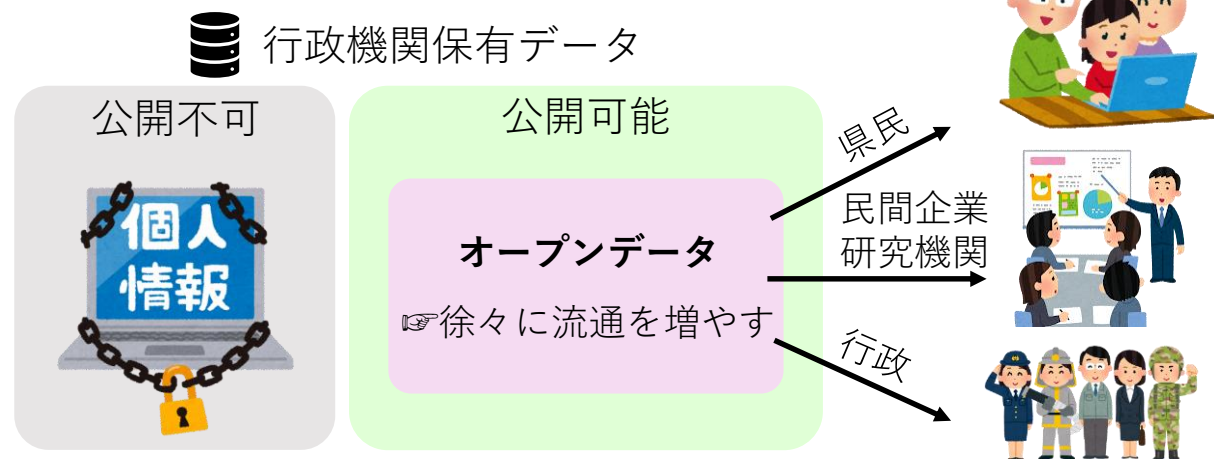 行政機関保有データ
公開不可
公開可能
個人
情報
オープンデータ
☞徐々に流通を増やす
県民
民間企業
研究機関
行政